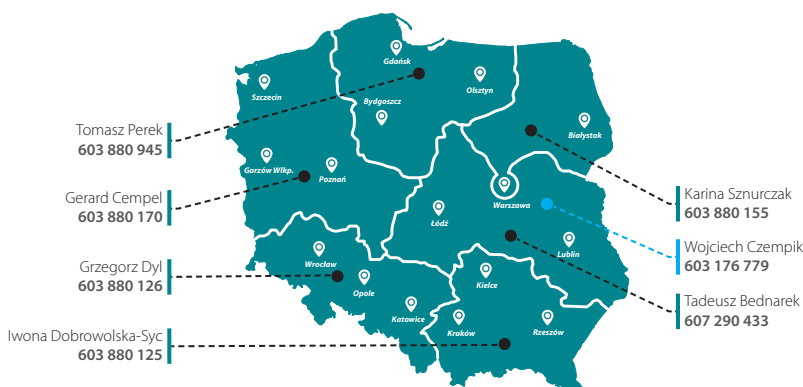 Gdańsk
Olsztyn
Szczecin
Bydgoszcz
Białystok
Gorzów Wlkp.
Poznań
Warszawa
Łódź
Lublin
Wrocław
Opole
Kielce
Katowice
Kraków
Rzeszów
Tomasz Perek
603 880 945
Gerard Cempel
603 880 170
Grzegorz Dyl
603 880 126
Iwona Dobrowolska-Syc
603 880 125
Karina Sznurczak
603 880 155
Wojciech Czempik
603 176 779
Tadeusz Bednarek
607 290 433